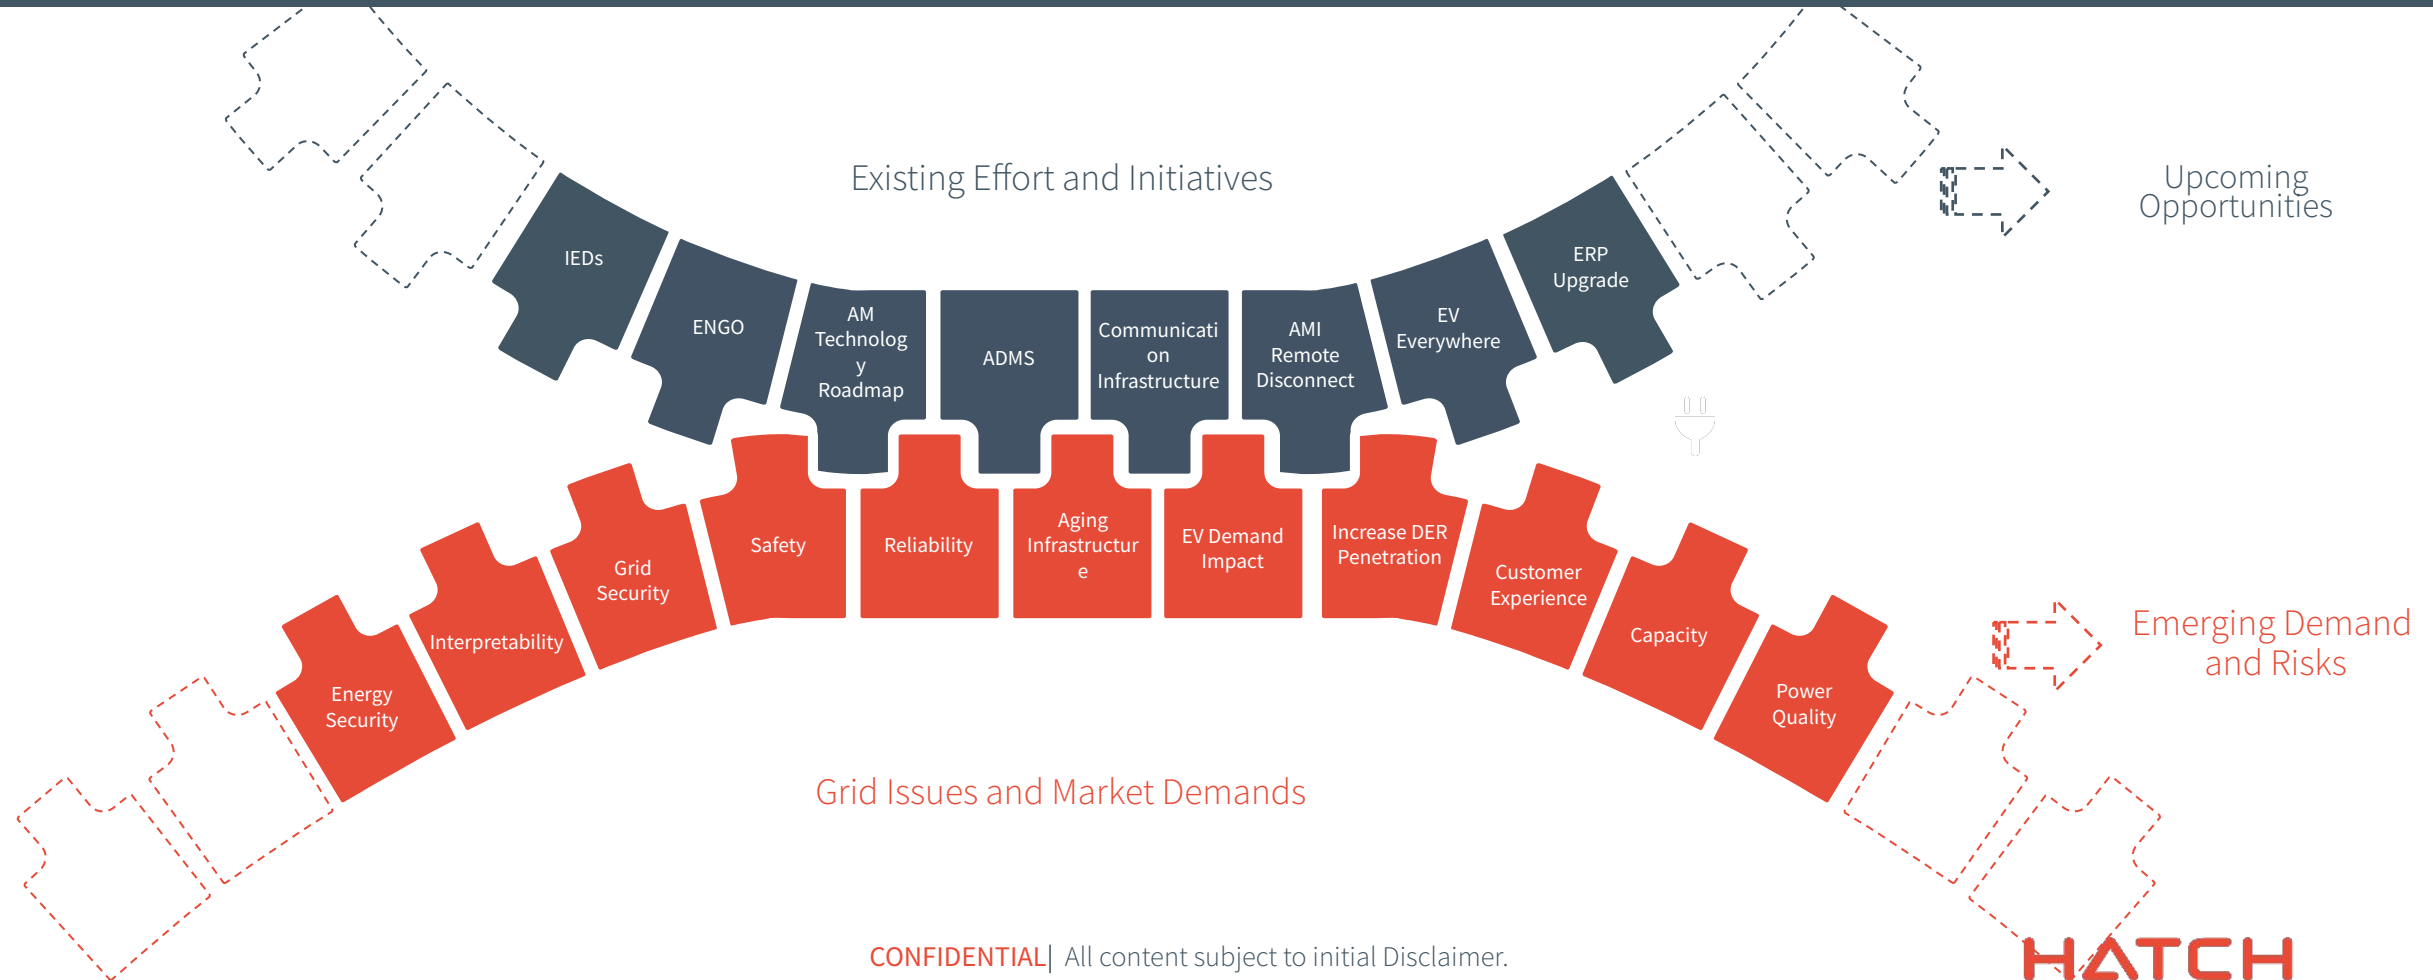 Existing Effort and Initiatives
Upcoming
Opportunities
IEDs
ENGO
AM
Technolog
y
Roadmap
ADMS
Communicati
on
Infrastructure
AMI
Remote
Disconnect
EV
Everywhere
ERP
Upgrade
Energy
Security
Interpretability
Grid
Security
Safety
Reliability
Aging
Infrastructur
e
EV Demand
Impact
Increase DER
Penetration
Customer
Experience
Capacity
Power
Quality
Emerging Demand
and Risks
Grid Issues and Market Demands
CONFIDENTIAL| All content subject to initial Disclaimer.
HATCH